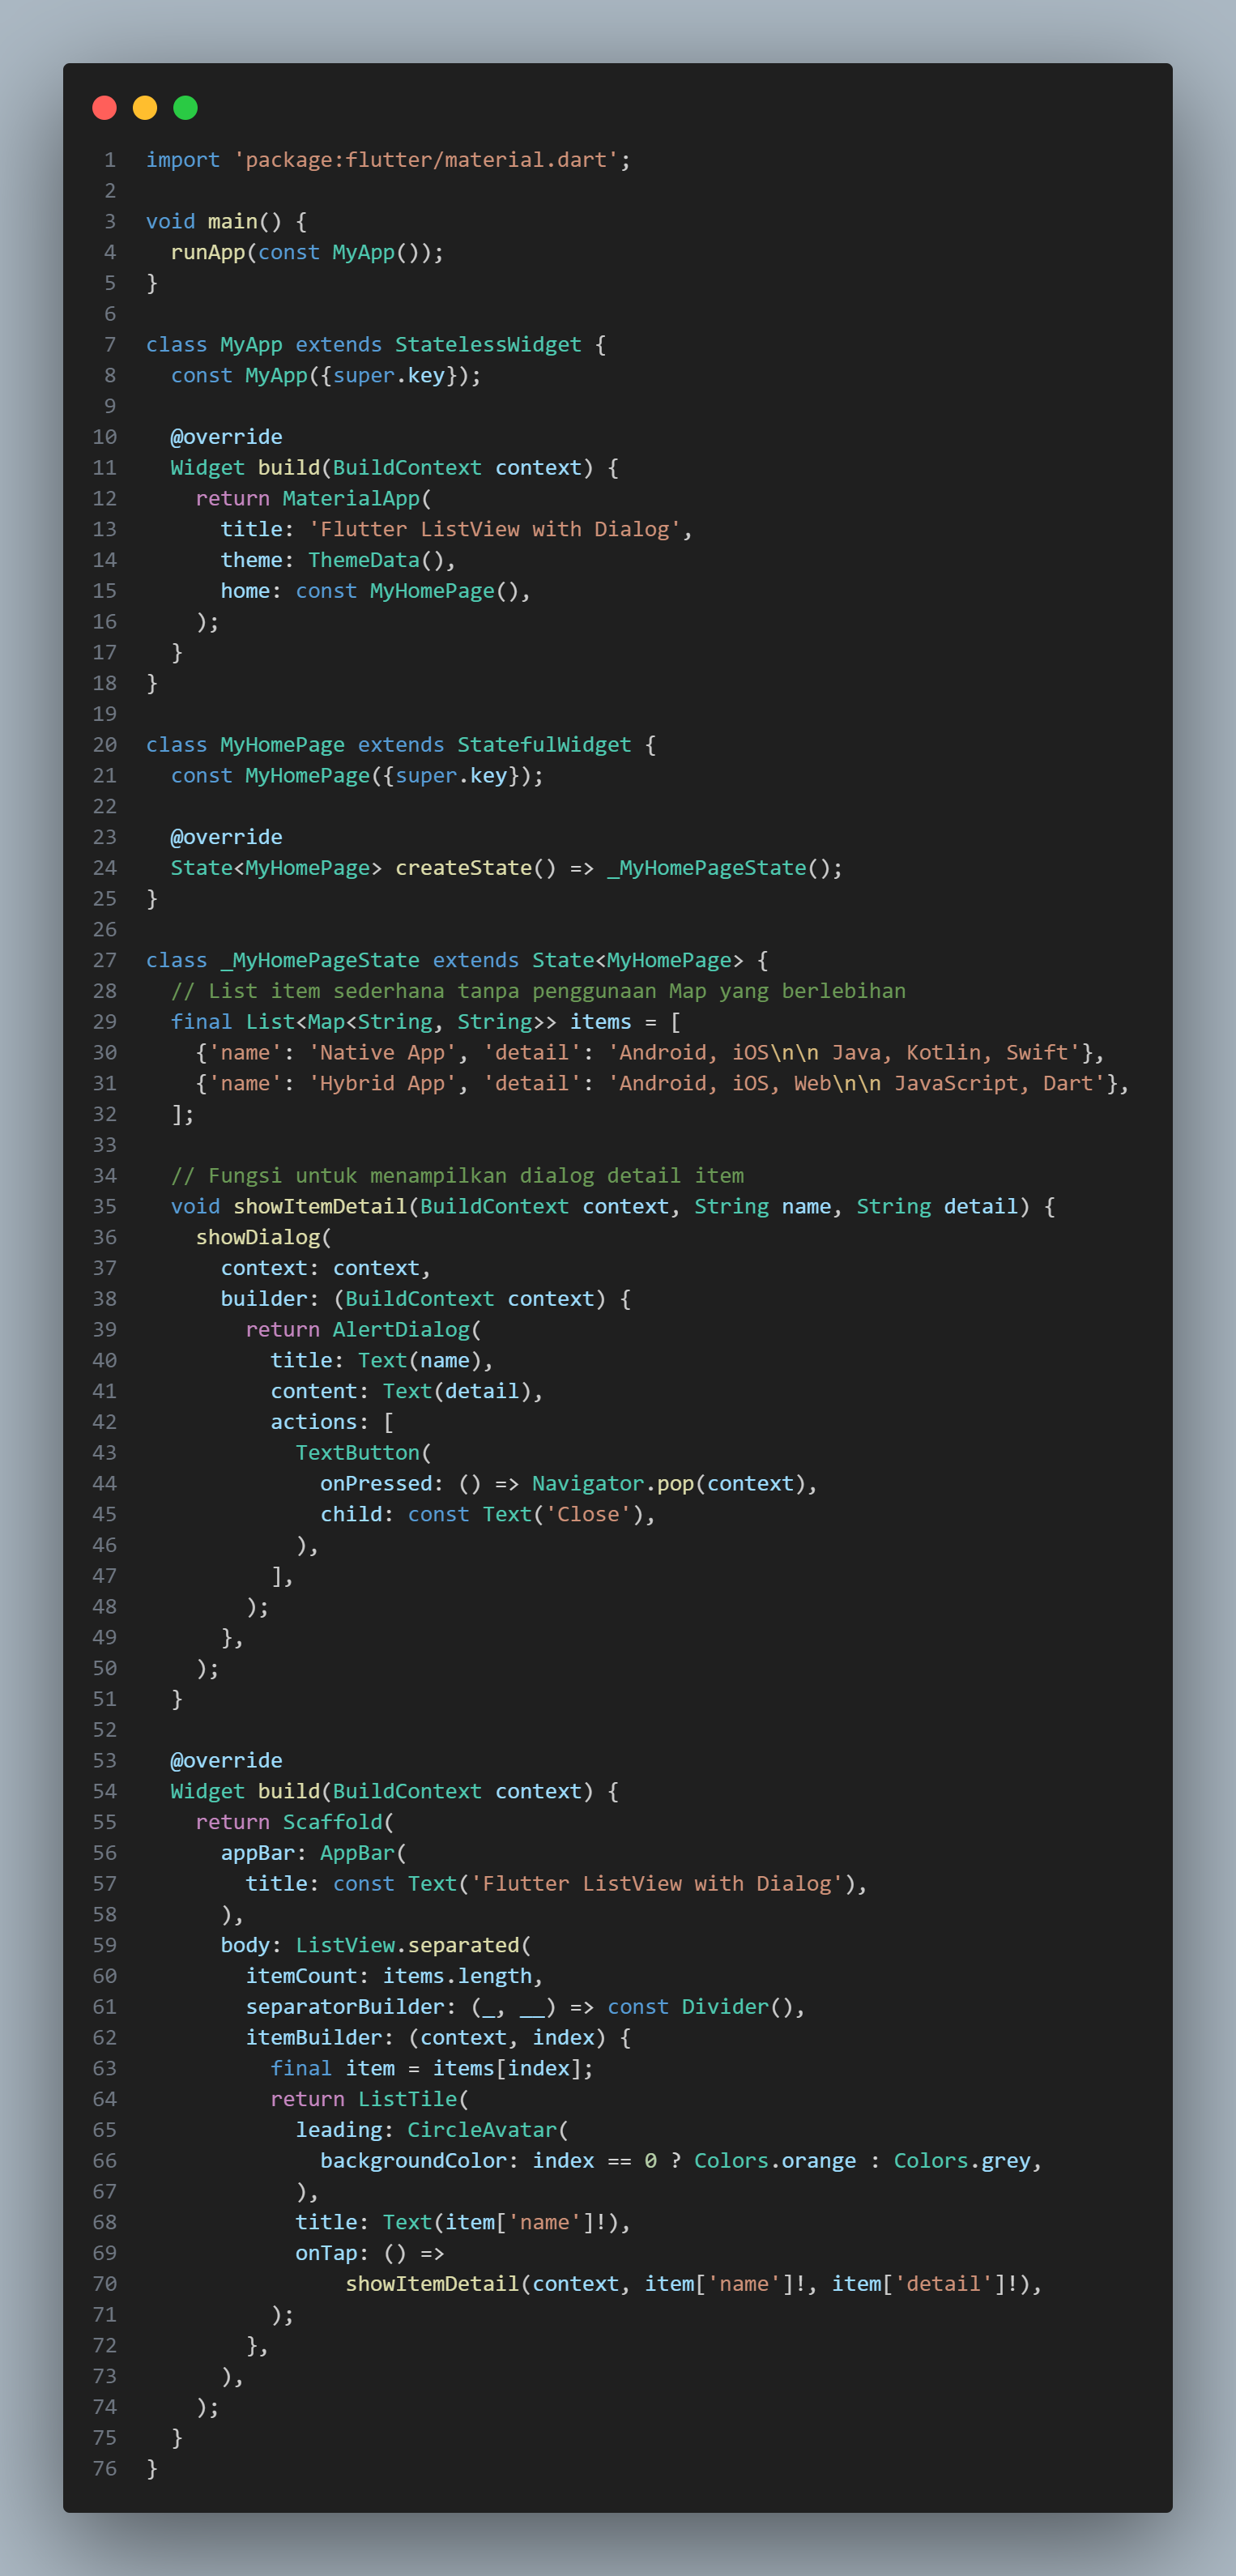 1 import 'package:flutter/material.dart';
2
3 void main() {
4   runApp(const MyApp());
5 }
6
7 class MyApp extends StatelessWidget {
8   const MyApp({super.key});
9
10   @override
11   Widget build(BuildContext context) {
12     return MaterialApp(
13       title: 'Flutter ListView with Dialog',
14       theme: ThemeData(),
15       home: const MyHomePage(),
16     );
17   }
18 }
19
20 class MyHomePage extends StatefulWidget {
21   const MyHomePage({super.key});
22
23   @override
24   State<MyHomePage> createState() => _MyHomePageState();
25 }
26
27 class _MyHomePageState extends State<MyHomePage> {
28   // List item sederhana tanpa penggunaan Map yang berlebihan
29   final List<Map<String, String>> items = [
30     {'name': 'Native App', 'detail': 'Android, iOS\n\n Java, Kotlin, Swift'},
31     {'name': 'Hybrid App', 'detail': 'Android, iOS, Web\n\n JavaScript, Dart'},
32   ];
33
34   // Fungsi untuk menampilkan dialog detail item
35   void showItemDetail(BuildContext context, String name, String detail) {
36     showDialog(
37       context: context,
38       builder: (BuildContext context) {
39         return AlertDialog(
40           title: Text(name),
41           content: Text(detail),
42           actions: [
43             TextButton(
44               onPressed: () => Navigator.pop(context),
45               child: const Text('Close'),
46             ),
47           ],
48         );
49       },
50     );
51   }
52
53   @override
54   Widget build(BuildContext context) {
55     return Scaffold(
56       appBar: AppBar(
57         title: const Text('Flutter ListView with Dialog'),
58       ),
59       body: ListView.separated(
60         itemCount: items.length,
61         separatorBuilder: (_, __) => const Divider(),
62         itemBuilder: (context, index) {
63           final item = items[index];
64           return ListTile(
65             leading: CircleAvatar(
66               backgroundColor: index == 0 ? Colors.orange : Colors.grey,
67             ),
68             title: Text(item['name']!),
69             onTap: () =>
70                 showItemDetail(context, item['name']!, item['detail']!),
71           );
72         },
73       ),
74     );
75   }
76 }